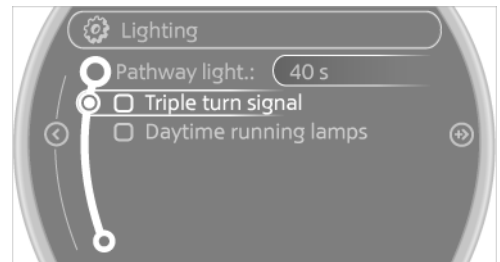 Lighting
Pathway light.: 40 s
Triple turn signal
Daytime running lamps